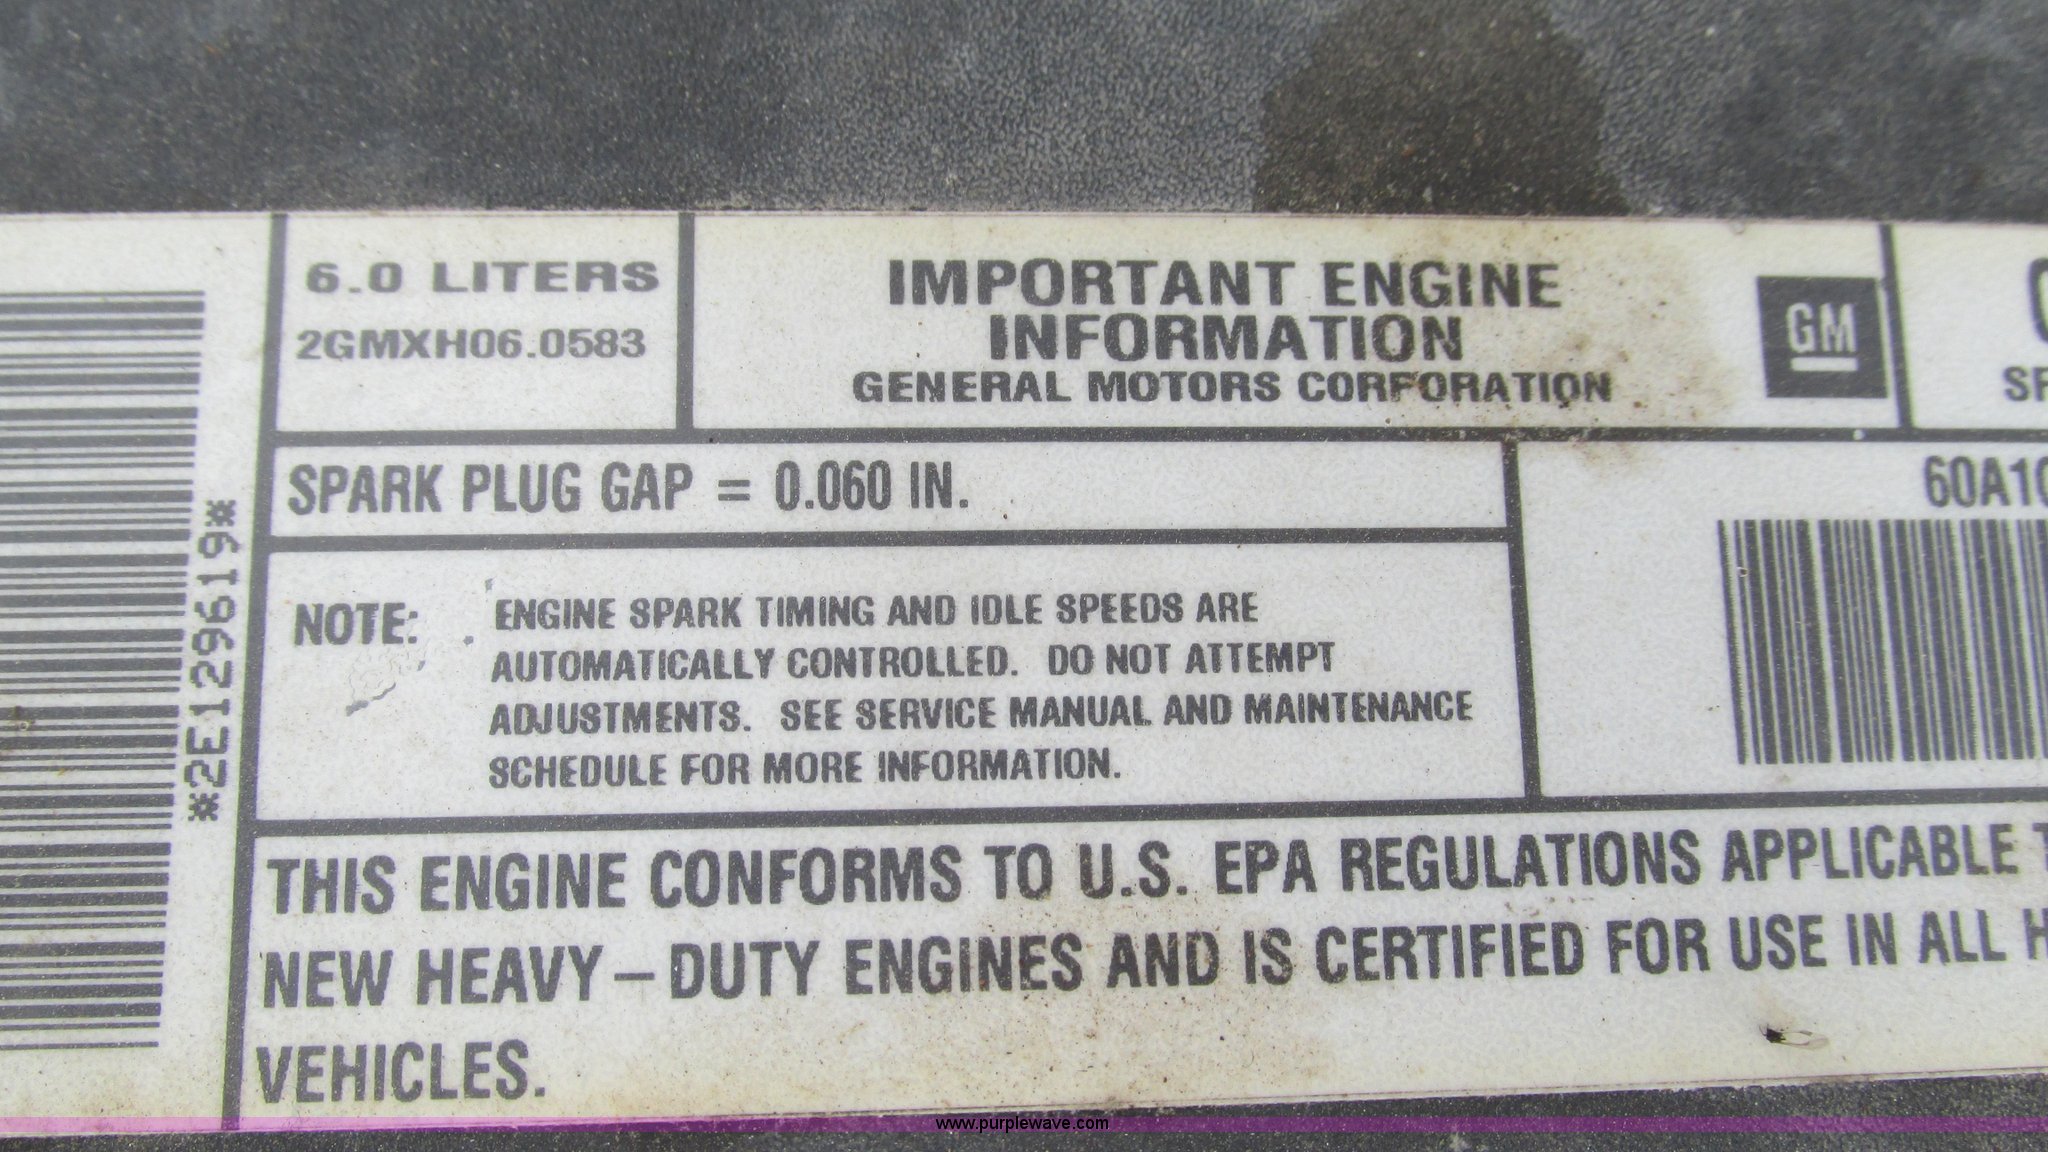 6.0 LITERS
2GMXH06.0583
IMPORTANT ENGINE
INFORMATION
GENERAL MOTORS CORPORATION
GM
SPARK PLUG GAP = 0.060 IN.
60A10
*2E129619*
NOTE: ENGINE SPARK TIMING AND IDLE SPEEDS ARE
AUTOMATICALLY CONTROLLED. DO NOT ATTEMPT
ADJUSTMENTS. SEE SERVICE MANUAL AND MAINTENANCE
SCHEDULE FOR MORE INFORMATION.
THIS ENGINE CONFORMS TO U.S. EPA REGULATIONS APPLICABLE
NEW HEAVY-DUTY ENGINES AND IS CERTIFIED FOR USE IN ALL
VEHICLES.
www.purplewave.com